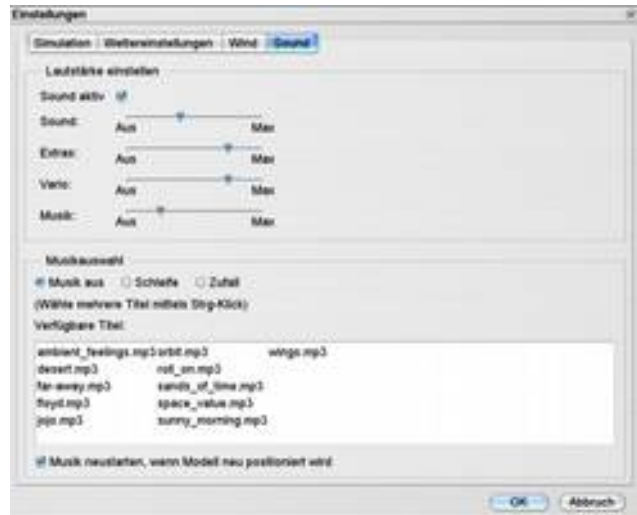 Einstellungen
Simulation Wettereinstellungen Wind Sound
Lautstärke einstellen
Sound aktiv
Sound:
Aus Max
Extras:
Aus Max
Vario:
Aus Max
Musik:
Aus Max
Musikauswahl
Musik aus Schleife Zufall
(Wähle mehrere Titel mittels Strg-Klick)
Verfügbare Titel:
ambient_feelings.mp3 orbit.mp3 wings.mp3
desert.mp3 roll_on.mp3
far-away.mp3 sands_of_time.mp3
floyd.mp3 space_value.mp3
jojo.mp3 sunny_morning.mp3
Musik neustarten, wenn Modell neu positioniert wird
OK Abbruch